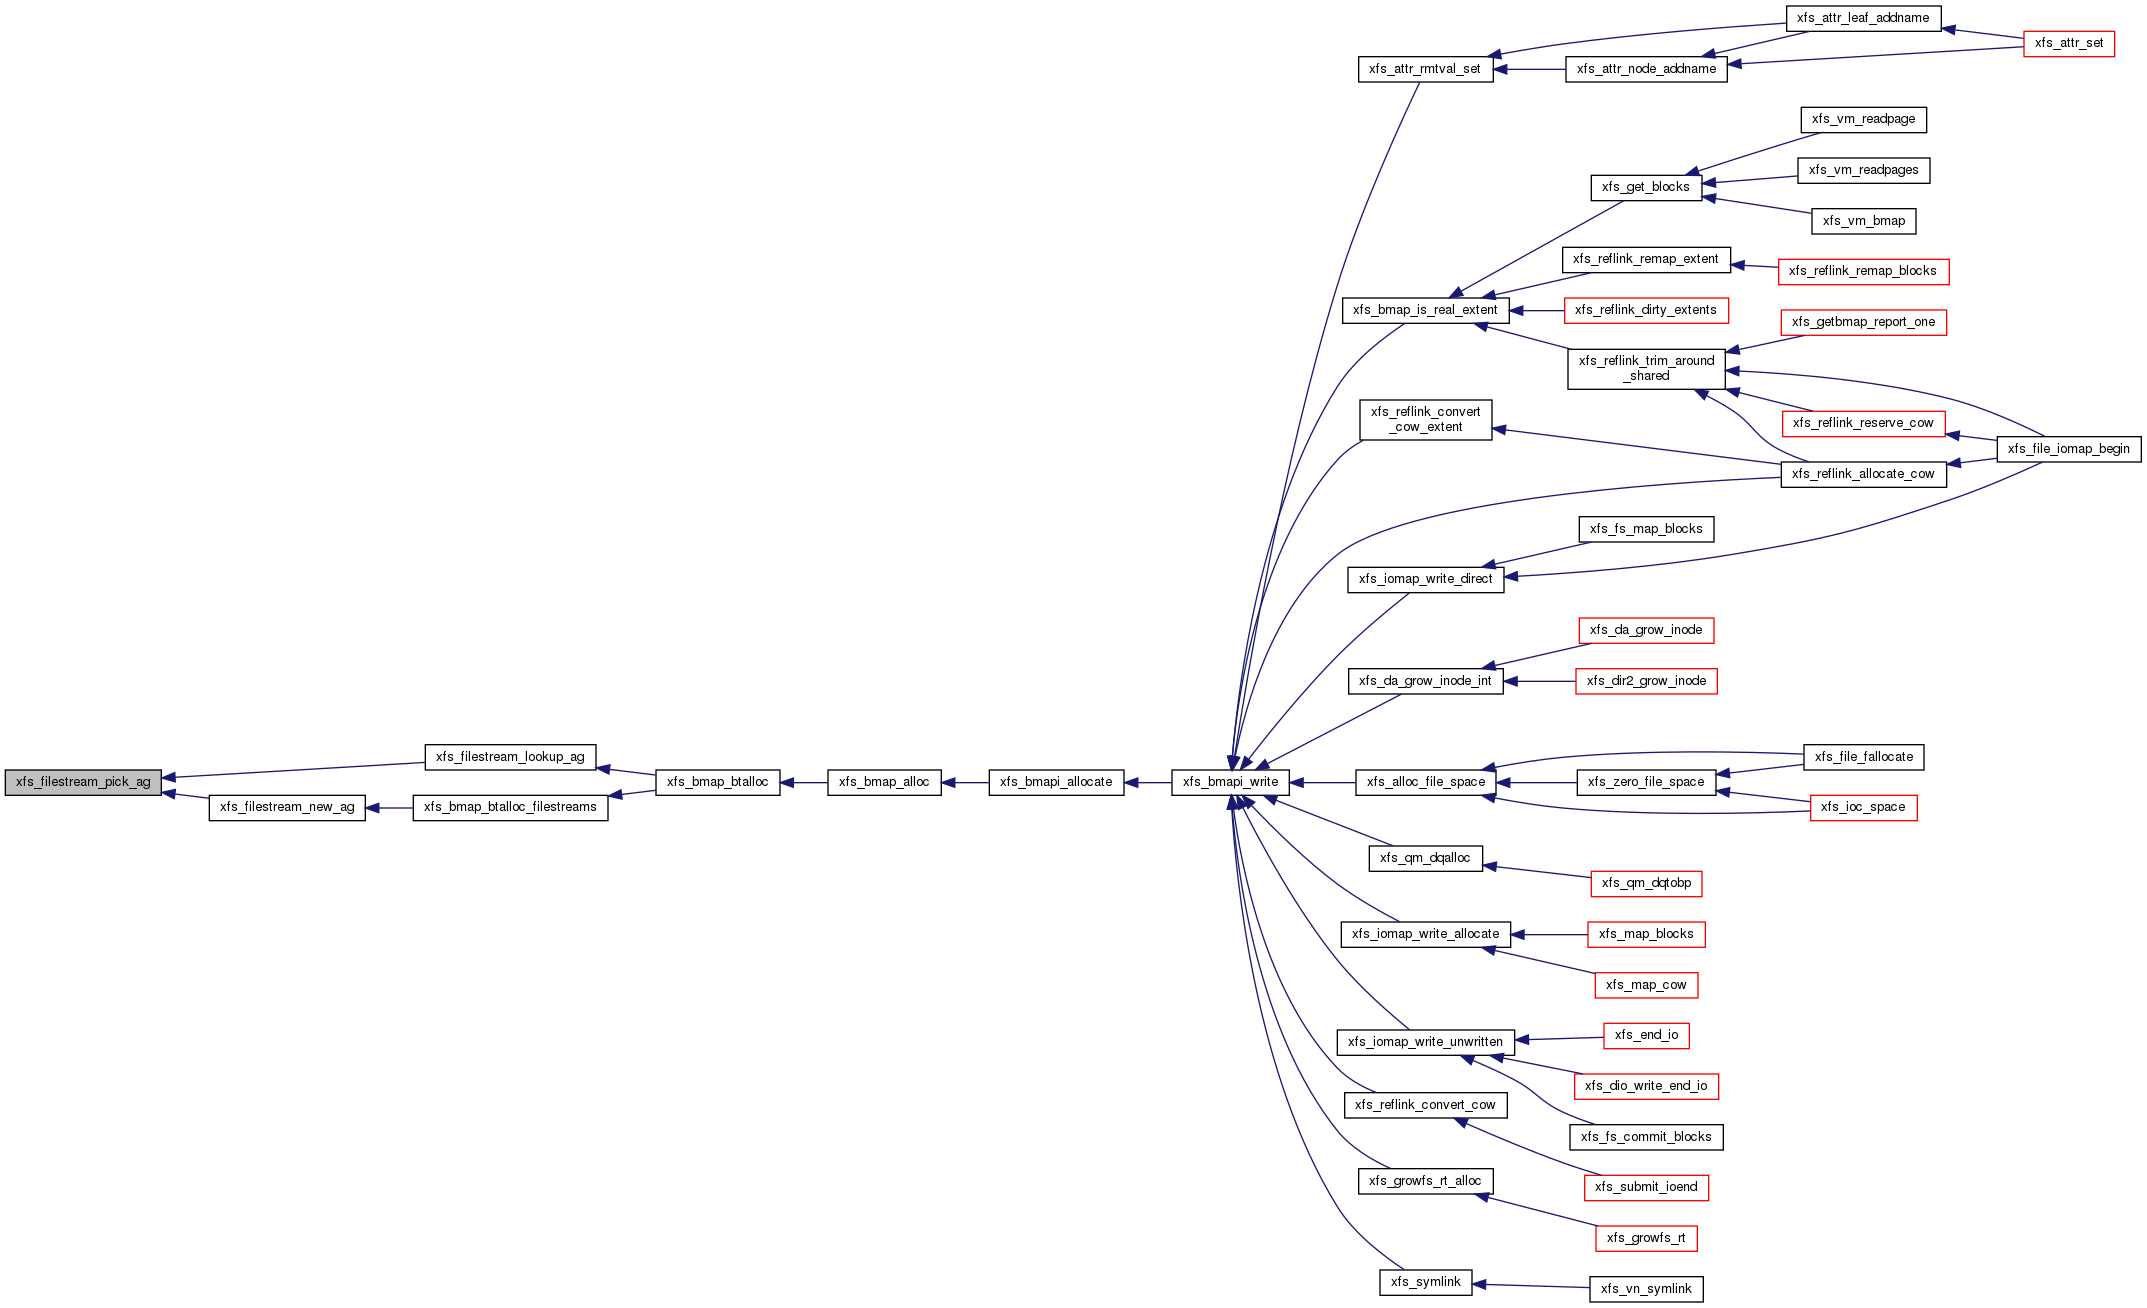 xfs_attr_leaf_addname
xfs_attr_set
xfs_attr_rmtval_set
xfs_attr_node_addname
xfs_vm_readpage
xfs_vm_readpages
xfs_get_blocks
xfs_vm_bmap
xfs_reflink_remap_extent
xfs_reflink_remap_blocks
xfs_bmap_is_real_extent
xfs_reflink_dirty_extents
xfs_getbmap_report_one
xfs_reflink_trim_around
_shared
xfs_reflink_convert
_cow_extent
xfs_reflink_reserve_cow
xfs_file_iomap_begin
xfs_reflink_allocate_cow
xfs_fs_map_blocks
xfs_iomap_write_direct
xfs_da_grow_inode
xfs_da_grow_inode_int
xfs_dir2_grow_inode
xfs_filestream_pick_ag
xfs_filestream_lookup_ag
xfs_filestream_new_ag
xfs_bmap_btalloc_filestreams
xfs_bmap_btalloc
xfs_bmap_alloc
xfs_bmapi_allocate
xfs_bmapi_write
xfs_alloc_file_space
xfs_zero_file_space
xfs_file_fallocate
xfs_ioc_space
xfs_qm_dqalloc
xfs_qm_dqtobp
xfs_iomap_write_allocate
xfs_map_blocks
xfs_map_cow
xfs_iomap_write_unwritten
xfs_end_io
xfs_dio_write_end_io
xfs_reflink_convert_cow
xfs_fs_commit_blocks
xfs_growfs_rt_alloc
xfs_submit_ioend
xfs_growfs_rt
xfs_symlink
xfs_vn_symlink